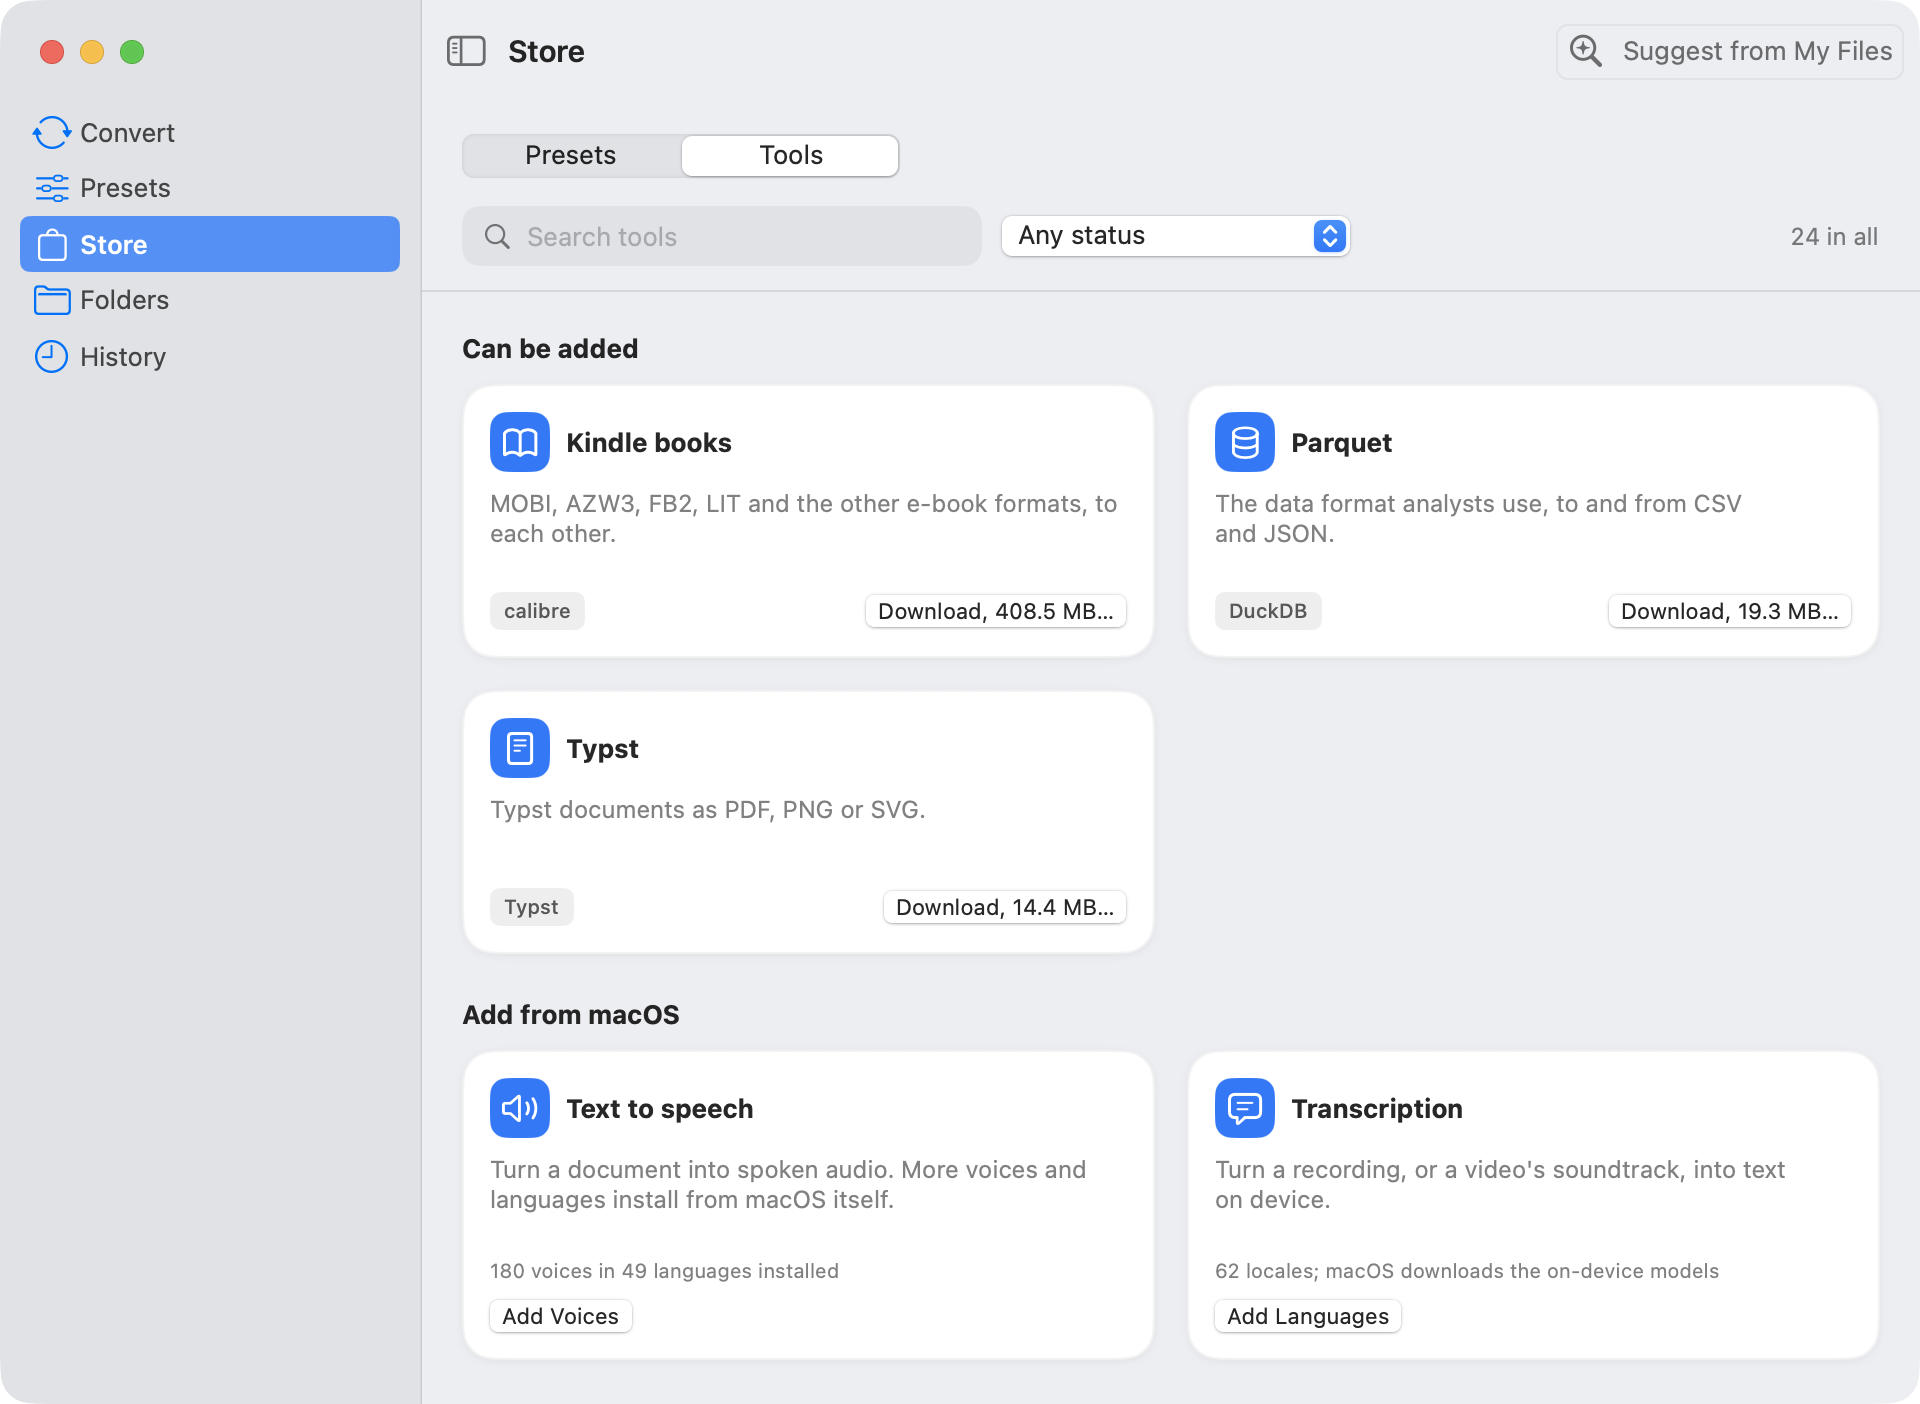 Store
Suggest from My Files
Convert
Presets
Store
Folders
History
Presets
Tools
Search tools
Any status
24 in all
Can be added
Kindle books
MOBI, AZW3, FB2, LIT and the other e-book formats, to
each other.
calibre
Download, 408.5 MB...
Parquet
The data format analysts use, to and from CSV
and JSON.
DuckDB
Download, 19.3 MB...
Typst
Typst documents as PDF, PNG or SVG.
Typst
Download, 14.4 MB...
Add from macOS
Text to speech
Turn a document into spoken audio. More voices and
languages install from macOS itself.
180 voices in 49 languages installed
Add Voices
Transcription
Turn a recording, or a video's soundtrack, into text
on device.
62 locales; macOS downloads the on-device models
Add Languages